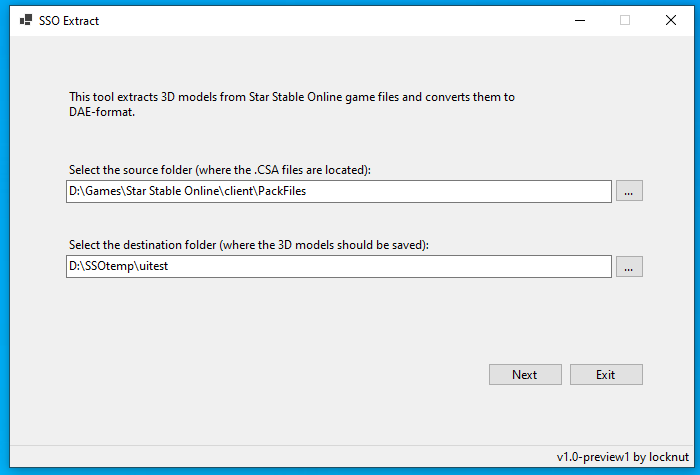 SSO Extract
This tool extracts 3D models from Star Stable Online game files and converts them to
DAE-format.
Select the source folder (where the .CSA files are located):
D:\Games\Star Stable Online\client\PackFiles
...
Select the destination folder (where the 3D models should be saved):
D:\SSOtemp\uitest
...
Next
Exit
v1.0-preview1 by locknut